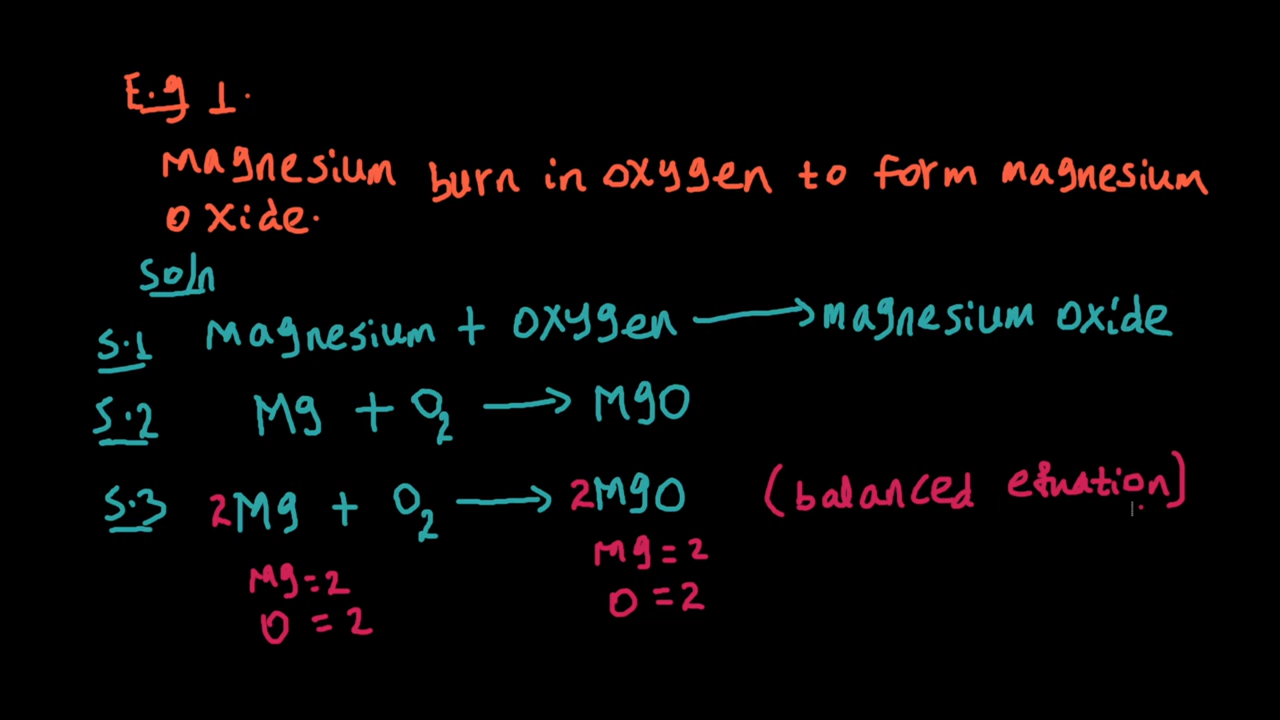 E.g 1.
Magnesium burn in oxygen to form magnesium
oxide.
Soln
S.1 Magnesium + oxygen → magnesium oxide
S.2 Mg + O₂ → MgO
S.3 2Mg + O₂ → 2MgO (balanced equation)
Mg = 2
O = 2
Mg = 2
O = 2